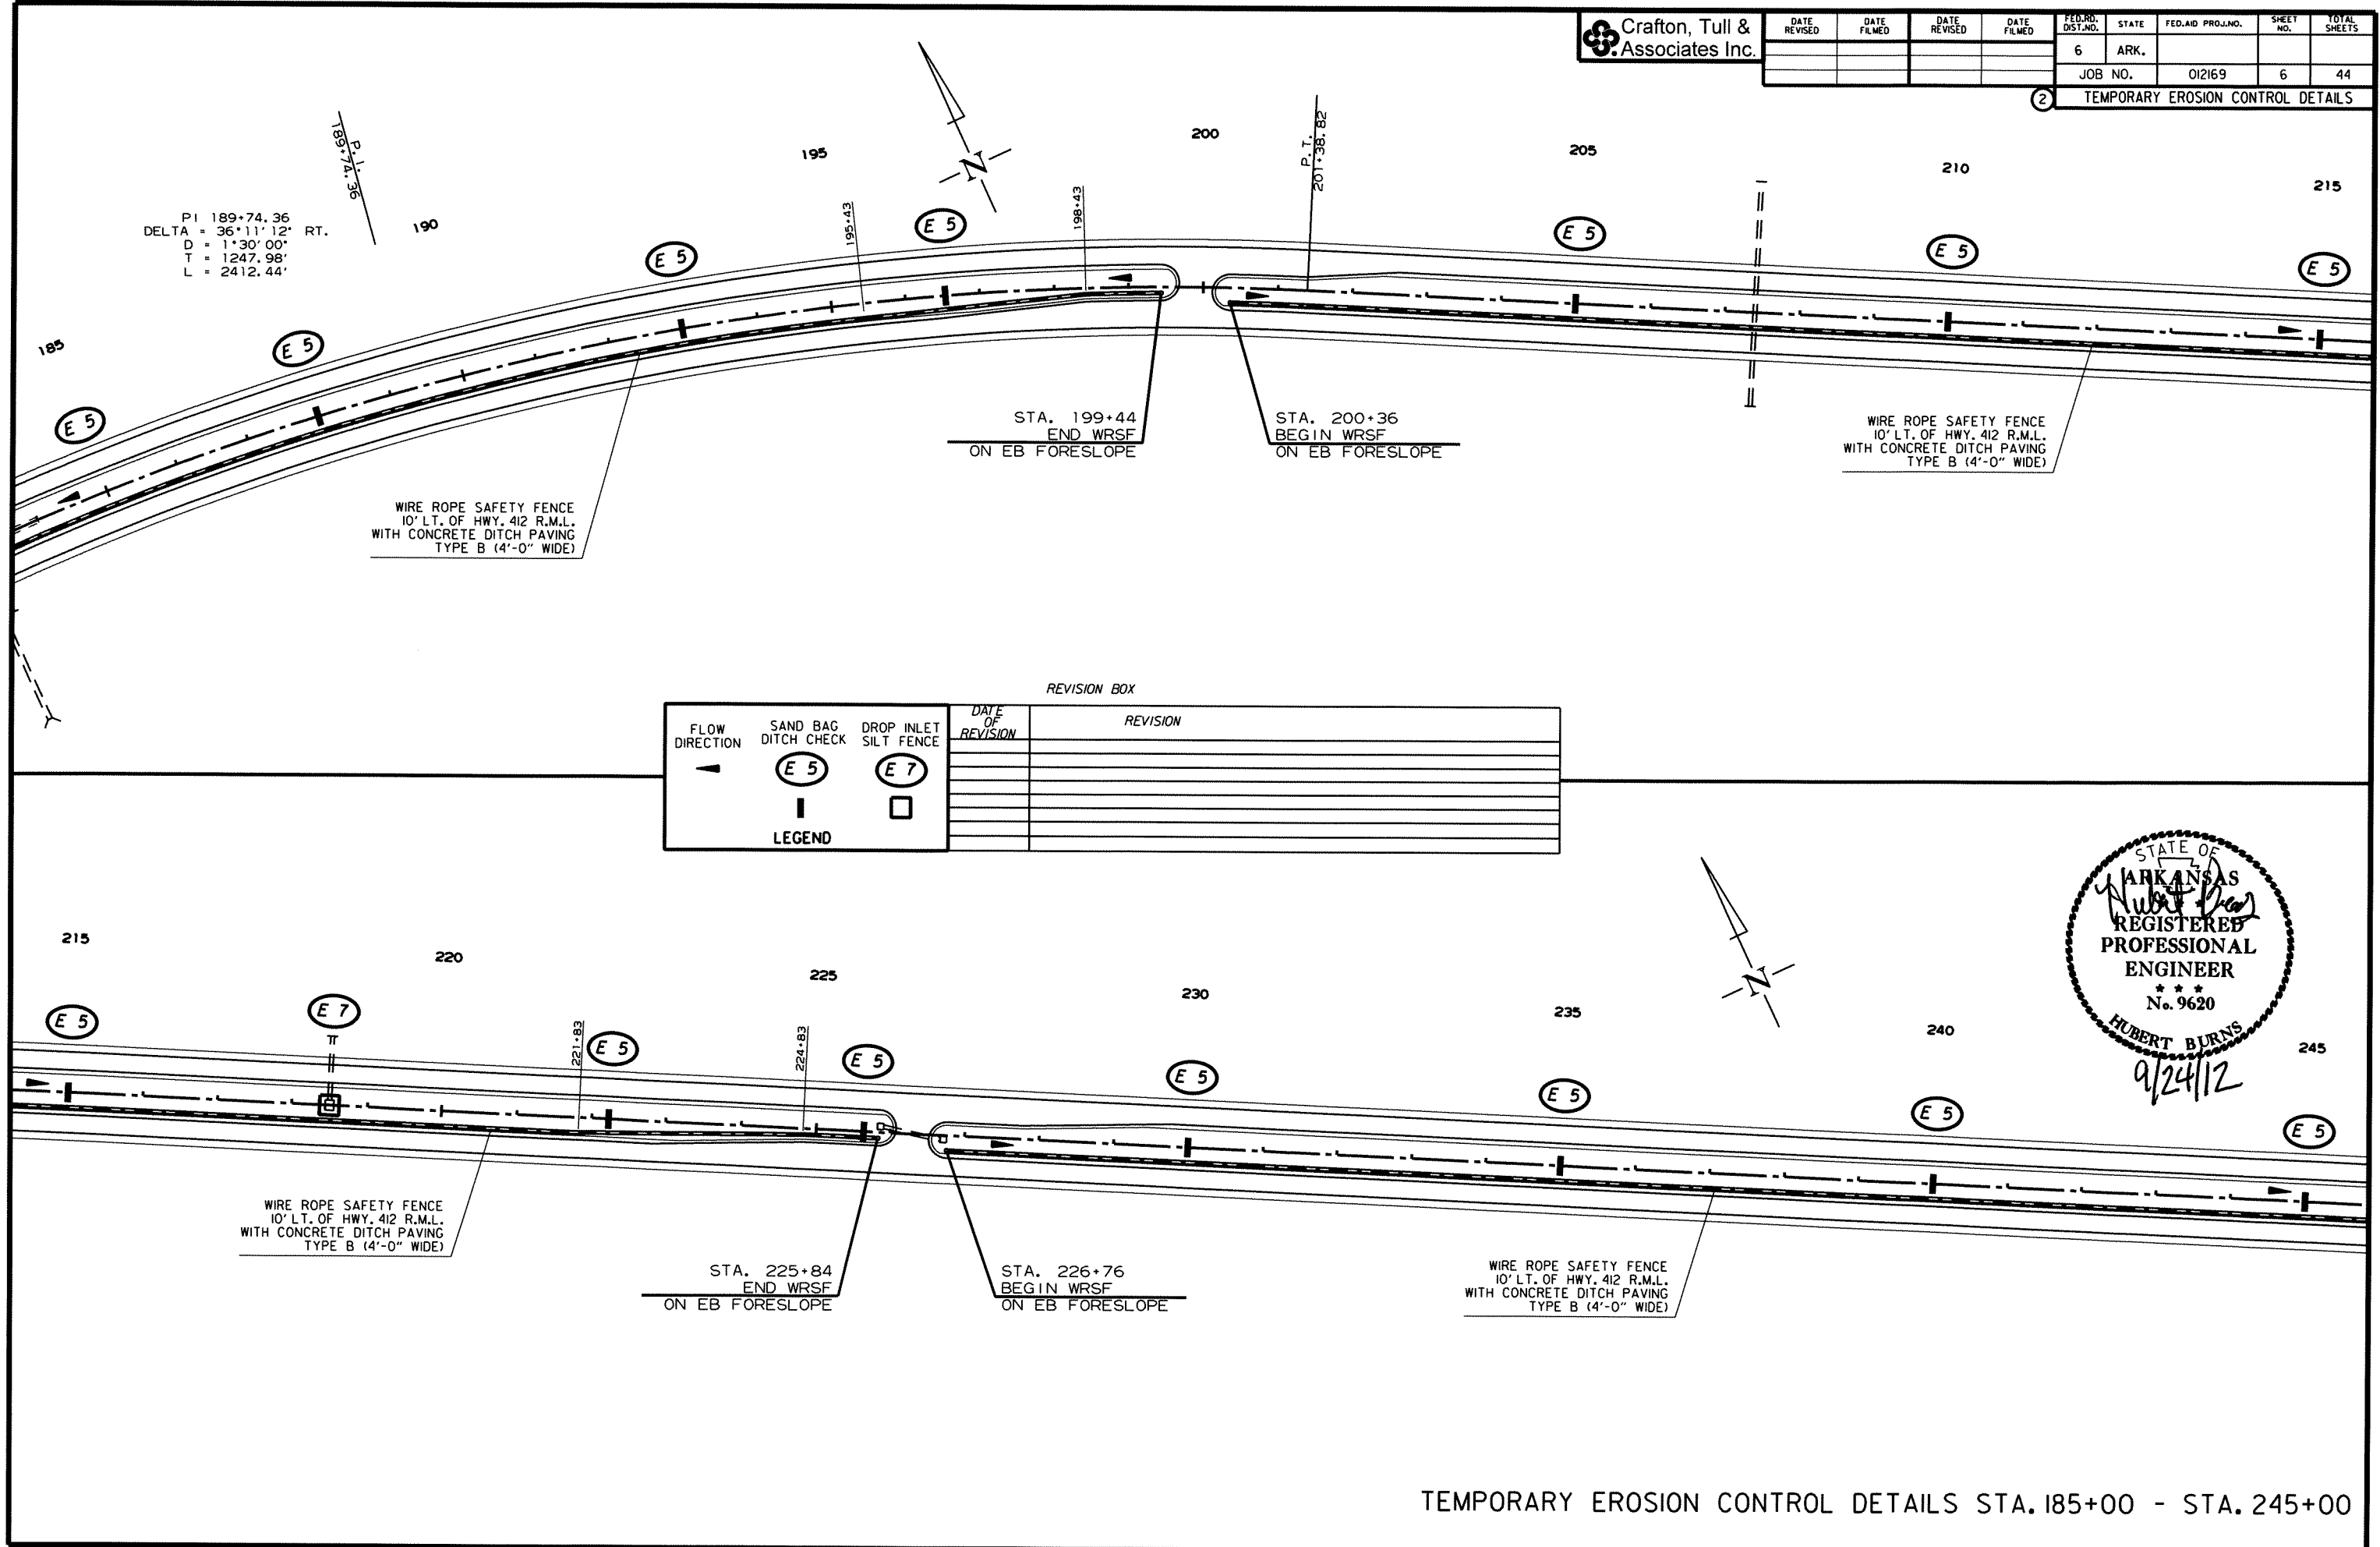 Crafton, Tull &
Associates Inc.
DATE REVISED
DATE FILMED
DATE REVISED
DATE FILMED
FED.RD. DIST.NO.
STATE
FED.AID PROJ.NO.
SHEET NO.
TOTAL SHEETS
6
ARK.
JOB NO.
012169
6
44
2
TEMPORARY EROSION CONTROL DETAILS
PI 189+74.36
DELTA = 36°11'12" RT.
D = 1°30'00"
T = 1247.98'
L = 2412.44'
P.I.
189+74.36
185
190
195
200
205
210
215
195+43
198+43
P.T.
201+38.82
E 5
E 5
E 5
E 5
E 5
E 5
E 5
N
WIRE ROPE SAFETY FENCE
10' LT. OF HWY. 412 R.M.L.
WITH CONCRETE DITCH PAVING
TYPE B (4'-0" WIDE)
STA. 199+44
END WRSF
ON EB FORESLOPE
STA. 200+36
BEGIN WRSF
ON EB FORESLOPE
WIRE ROPE SAFETY FENCE
10' LT. OF HWY. 412 R.M.L.
WITH CONCRETE DITCH PAVING
TYPE B (4'-0" WIDE)
REVISION BOX
FLOW DIRECTION
SAND BAG DITCH CHECK
DROP INLET SILT FENCE
E 5
E 7
LEGEND
DATE OF REVISION
REVISION
STATE OF
ARKANSAS
REGISTERED
PROFESSIONAL
ENGINEER
* * *
No. 9620
HUBERT BURNS
9/24/12
215
220
225
230
235
240
245
221+83
224+83
E 5
E 7
E 5
E 5
E 5
E 5
E 5
E 5
N
WIRE ROPE SAFETY FENCE
10' LT. OF HWY. 412 R.M.L.
WITH CONCRETE DITCH PAVING
TYPE B (4'-0" WIDE)
STA. 225+84
END WRSF
ON EB FORESLOPE
STA. 226+76
BEGIN WRSF
ON EB FORESLOPE
WIRE ROPE SAFETY FENCE
10' LT. OF HWY. 412 R.M.L.
WITH CONCRETE DITCH PAVING
TYPE B (4'-0" WIDE)
TEMPORARY EROSION CONTROL DETAILS STA. 185+00 - STA. 245+00